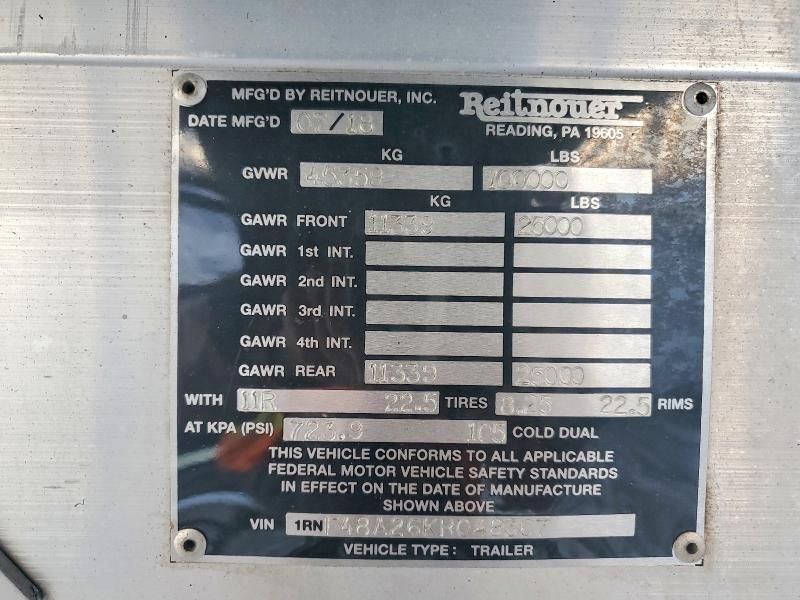 MFG'D BY REITNOUER, INC. Reitnouer
READING, PA 19605
DATE MFG'D 07/18
KG LBS
GVWR 45359 100000
KG LBS
GAWR FRONT 11339 25000
GAWR 1st INT.
GAWR 2nd INT.
GAWR 3rd INT.
GAWR 4th INT.
GAWR REAR 11339 25000
WITH 11R 22.5 TIRES 8.25 22.5 RIMS
AT KPA (PSI) 723.9 105 COLD DUAL
THIS VEHICLE CONFORMS TO ALL APPLICABLE
FEDERAL MOTOR VEHICLE SAFETY STANDARDS
IN EFFECT ON THE DATE OF MANUFACTURE
SHOWN ABOVE
VIN 1RN
VEHICLE TYPE: TRAILER